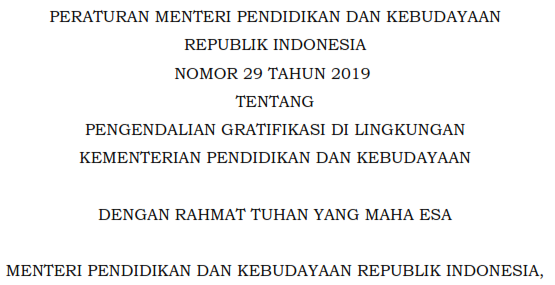 PERATURAN MENTERI PENDIDIKAN DAN KEBUDAYAAN
REPUBLIK INDONESIA
NOMOR 29 TAHUN 2019
TENTANG
PENGENDALIAN GRATIFIKASI DI LINGKUNGAN
KEMENTERIAN PENDIDIKAN DAN KEBUDAYAAN
DENGAN RAHMAT TUHAN YANG MAHA ESA
MENTERI PENDIDIKAN DAN KEBUDAYAAN REPUBLIK INDONESIA,